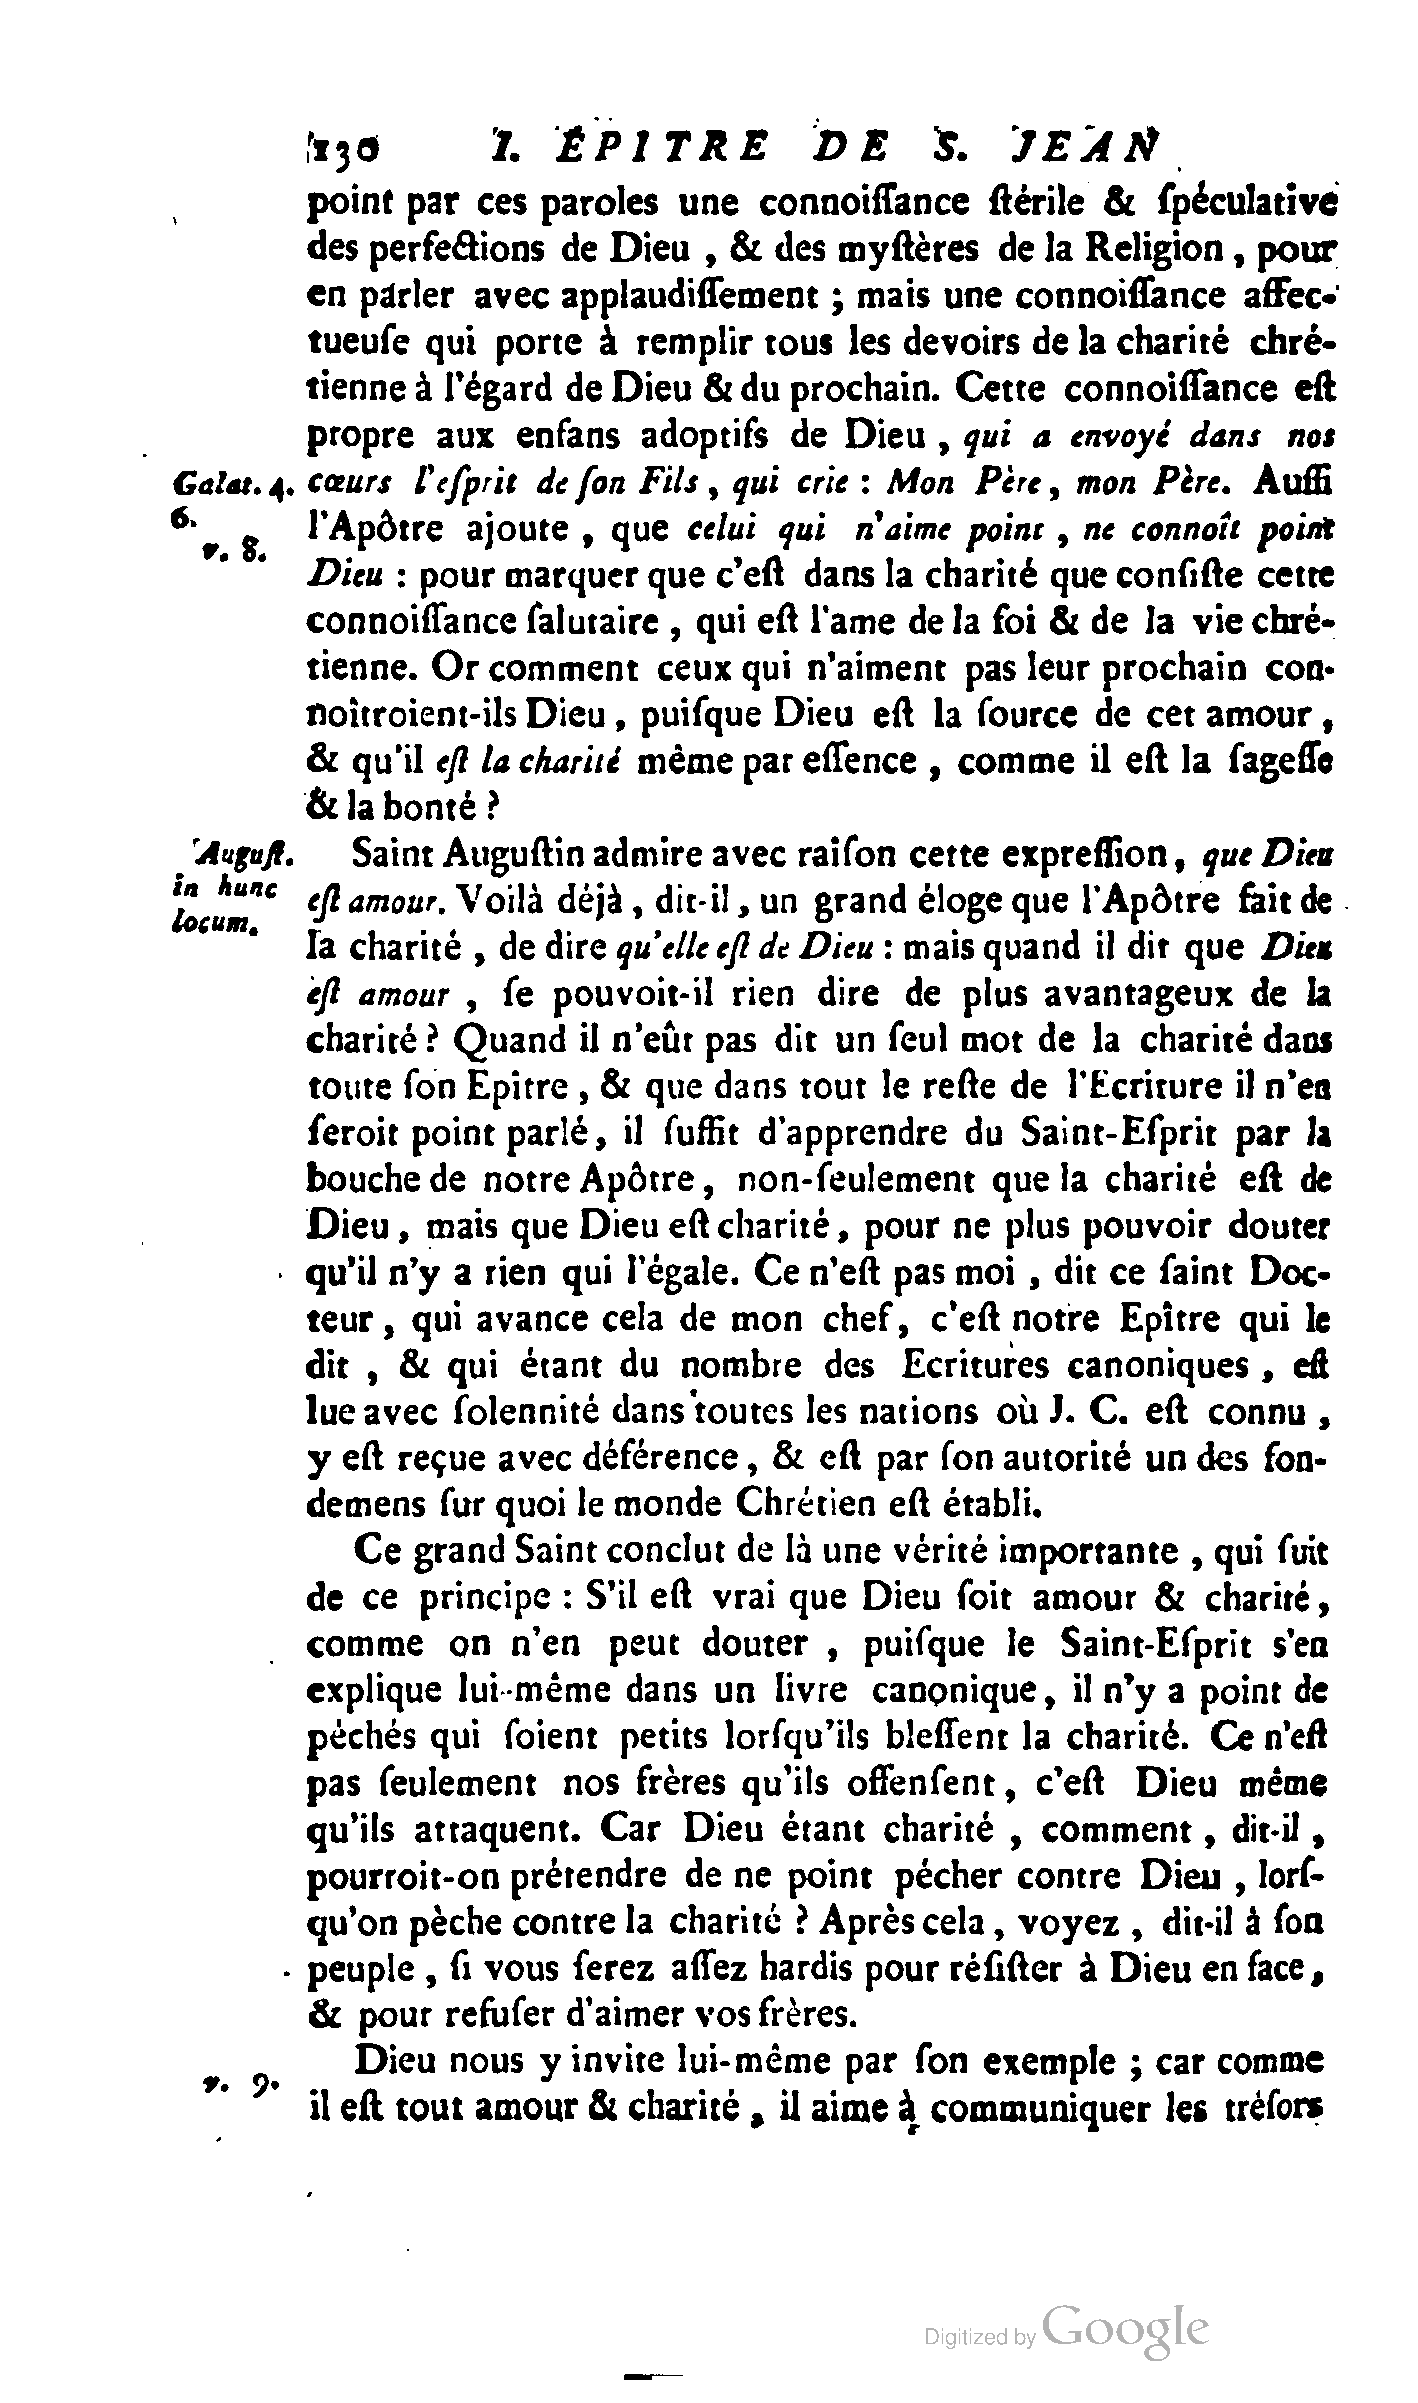 130 I. ÉPITRE DE S. JEAN
point par ces paroles une connoiſſance ſtérile & ſpéculative
des perfections de Dieu , & des myſtères de la Religion , pour
en parler avec applaudiſſement ; mais une connoiſſance affec-
tueuſe qui porte à remplir tous les devoirs de la charité chré-
tienne à l'égard de Dieu & du prochain. Cette connoiſſance eſt
propre aux enfans adoptifs de Dieu , qui a envoyé dans nos
Galat. 4. cœurs l'eſprit de ſon Fils , qui crie : Mon Père , mon Père. Auſſi
6.
l'Apôtre ajoute , que celui qui n'aime point , ne connoît point
v. 8.
Dieu : pour marquer que c'eſt dans la charité que conſiſte cette
connoiſſance ſalutaire , qui eſt l'ame de la foi & de la vie chré-
tienne. Or comment ceux qui n'aiment pas leur prochain con-
noîtroient-ils Dieu , puiſque Dieu eſt la ſource de cet amour ,
& qu'il eſt la charité même par eſſence , comme il eſt la ſageſſe
& la bonté ?
Auguſt. Saint Auguſtin admire avec raiſon cette expreſſion , que Dieu
in hunc
eſt amour. Voilà déjà , dit-il , un grand éloge que l'Apôtre fait de
locum.
la charité , de dire qu'elle eſt de Dieu : mais quand il dit que Dieu
eſt amour , ſe pouvoit-il rien dire de plus avantageux de la
charité ? Quand il n'eût pas dit un ſeul mot de la charité dans
toute ſon Epitre , & que dans tout le reſte de l'Ecriture il n'en
ſeroit point parlé , il ſuffit d'apprendre du Saint-Eſprit par la
bouche de notre Apôtre , non-ſeulement que la charité eſt de
Dieu , mais que Dieu eſt charité , pour ne plus pouvoir douter
qu'il n'y a rien qui l'égale. Ce n'eſt pas moi , dit ce ſaint Doc-
teur , qui avance cela de mon chef , c'eſt notre Epître qui le
dit , & qui étant du nombre des Ecritures canoniques , eſt
lue avec ſolennité dans toutes les nations où J. C. eſt connu ,
y eſt reçue avec déférence , & eſt par ſon autorité un des fon-
demens ſur quoi le monde Chrétien eſt établi.
Ce grand Saint conclut de là une vérité importante , qui ſuit
de ce principe : S'il eſt vrai que Dieu ſoit amour & charité ,
comme on n'en peut douter , puiſque le Saint-Eſprit s'en
explique lui-même dans un livre canonique , il n'y a point de
péchés qui ſoient petits lorſqu'ils bleſſent la charité. Ce n'eſt
pas ſeulement nos frères qu'ils offenſent , c'eſt Dieu même
qu'ils attaquent. Car Dieu étant charité , comment , dit-il ,
pourroit-on prétendre de ne point pécher contre Dieu , lorſ-
qu'on pèche contre la charité ? Après cela , voyez , dit-il à ſon
peuple , ſi vous ſerez aſſez hardis pour réſiſter à Dieu en face ,
& pour refuſer d'aimer vos frères.
Dieu nous y invite lui-même par ſon exemple ; car comme
v. 9.
il eſt tout amour & charité , il aime à communiquer les tréſors
Digitized by Google